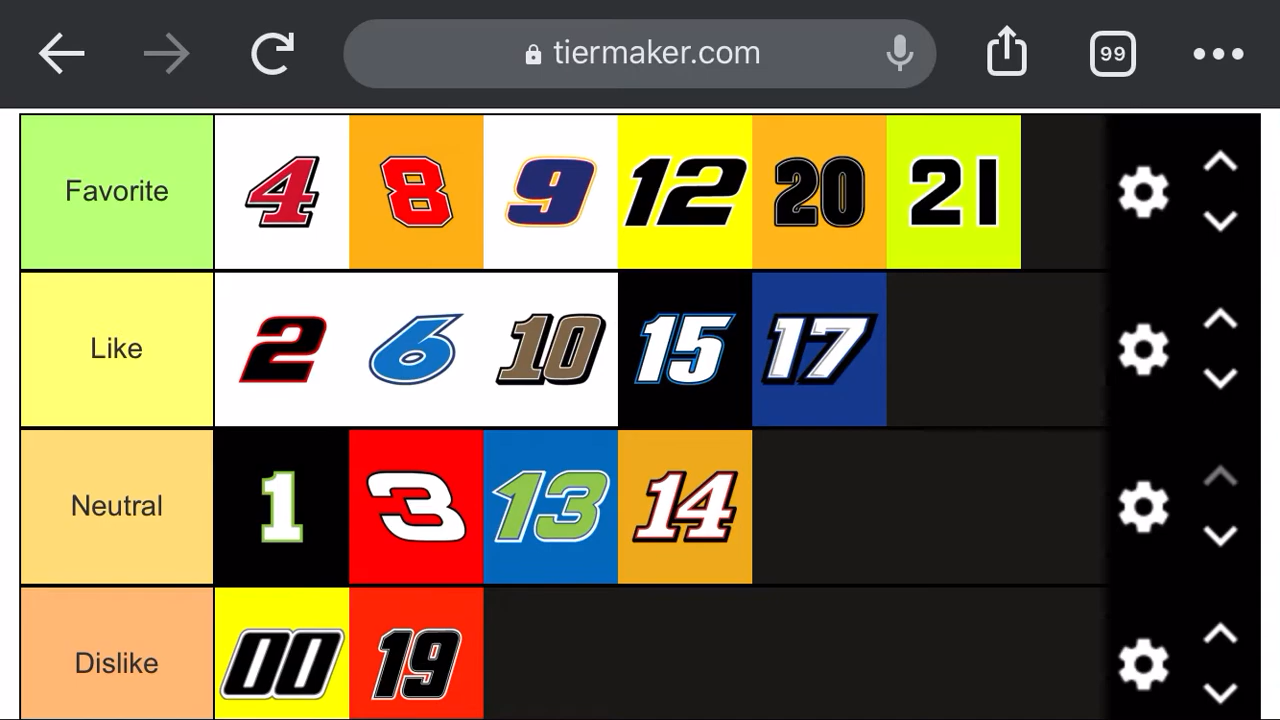 tiermaker.com 99
Favorite 4 8 9 12 20 21
Like 2 6 10 15 17
Neutral 1 3 13 14
Dislike 00 19